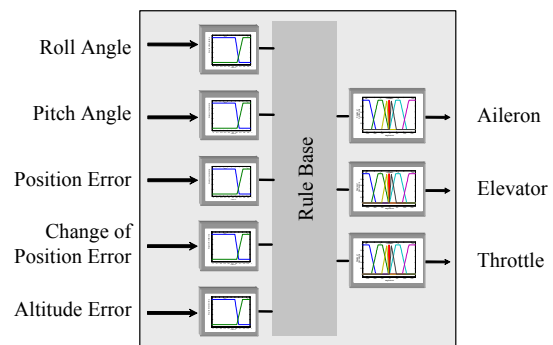 Roll Angle
Pitch Angle
Position Error
Change of
Position Error
Altitude Error
Rule Base
Aileron
Elevator
Throttle